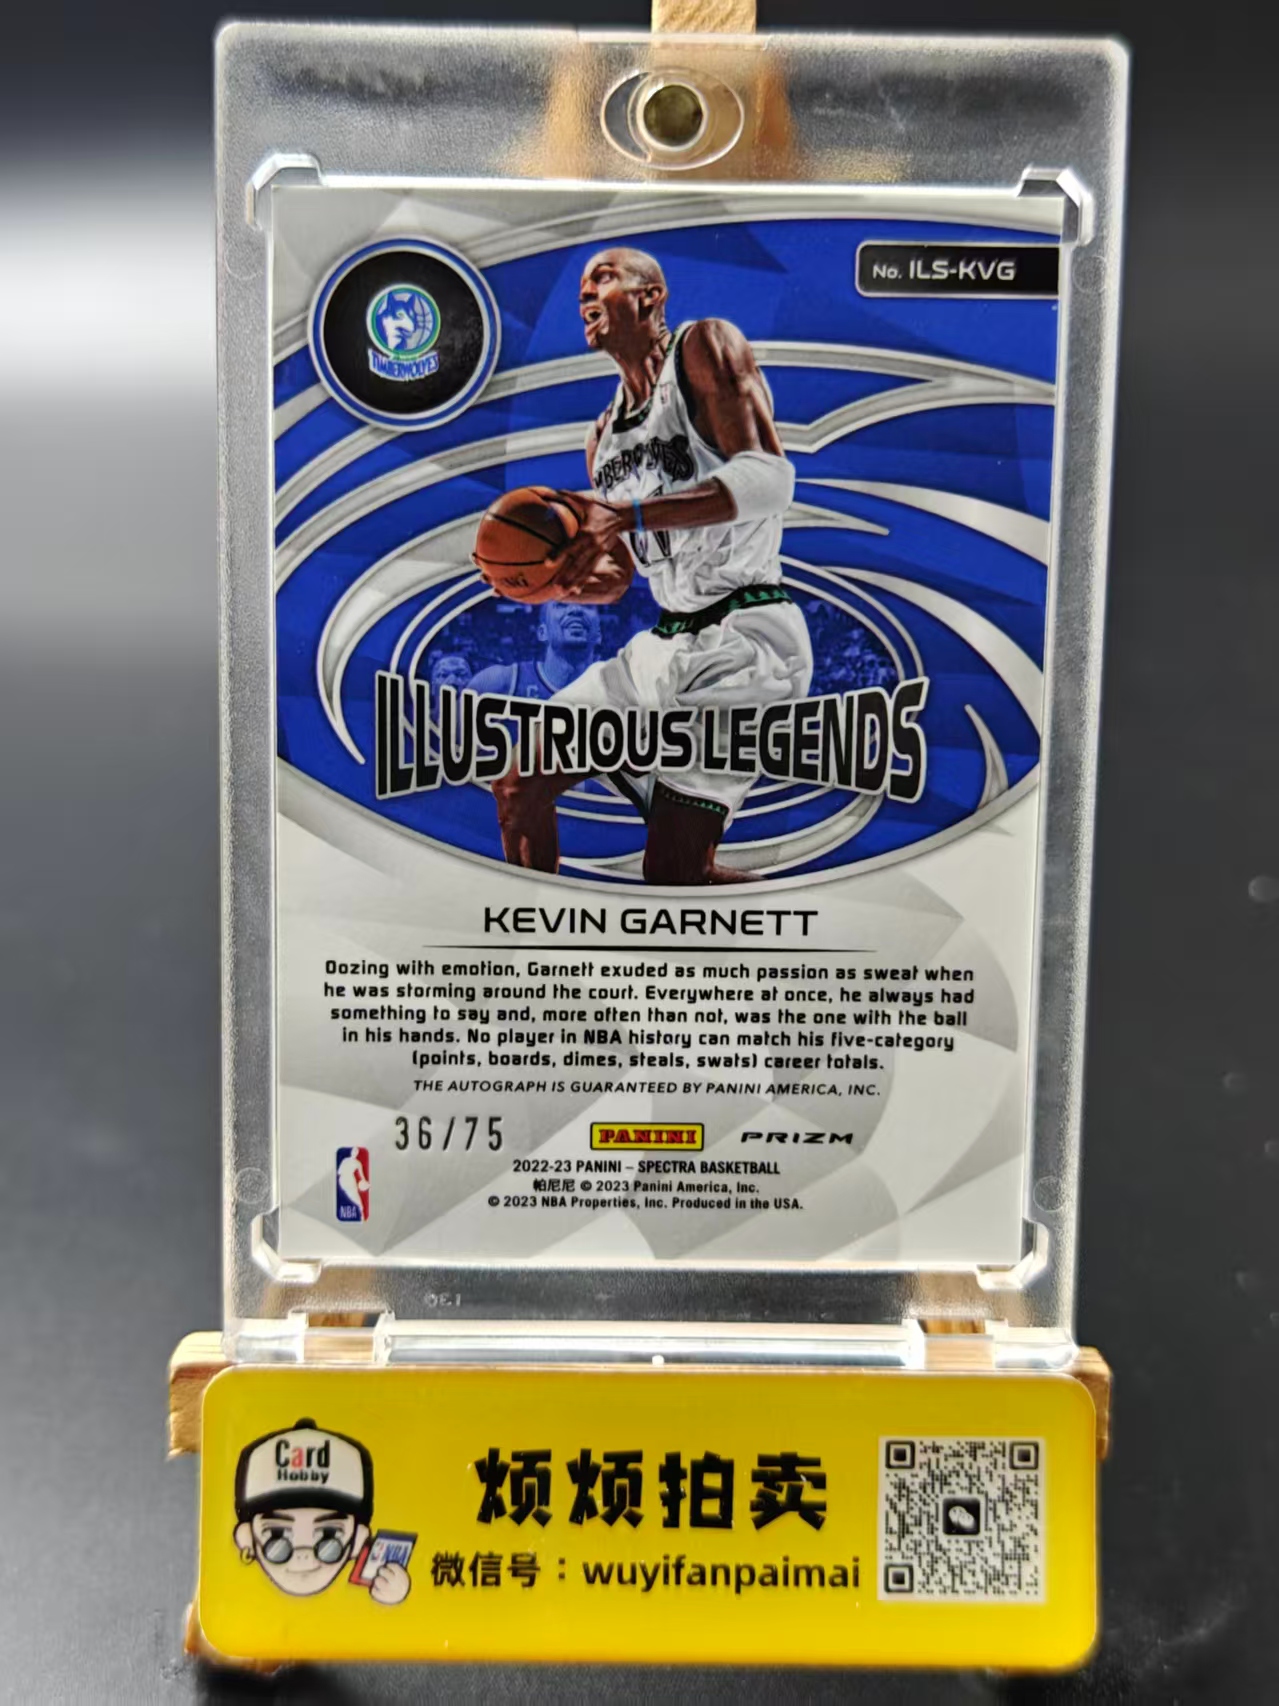 No. ILS-KVG
TIMBERWOLVES
ILLUSTRIOUS LEGENDS
KEVIN GARNETT
Oozing with emotion, Garnett exuded as much passion as sweat when
he was storming around the court. Everywhere at once, he always had
something to say and, more often than not, was the one with the ball
in his hands. No player in NBA history can match his five-category
(points, boards, dimes, steals, swats) career totals.
THE AUTOGRAPH IS GUARANTEED BY PANINI AMERICA, INC.
36/75
PANINI
PRIZM
NBA
2022-23 PANINI – SPECTRA BASKETBALL
帕尼尼 © 2023 Panini America, Inc.
© 2023 NBA Properties, Inc. Produced in the USA.
Card
Hobby
NBA
烦烦拍卖
微信号：wuyifanpaimai